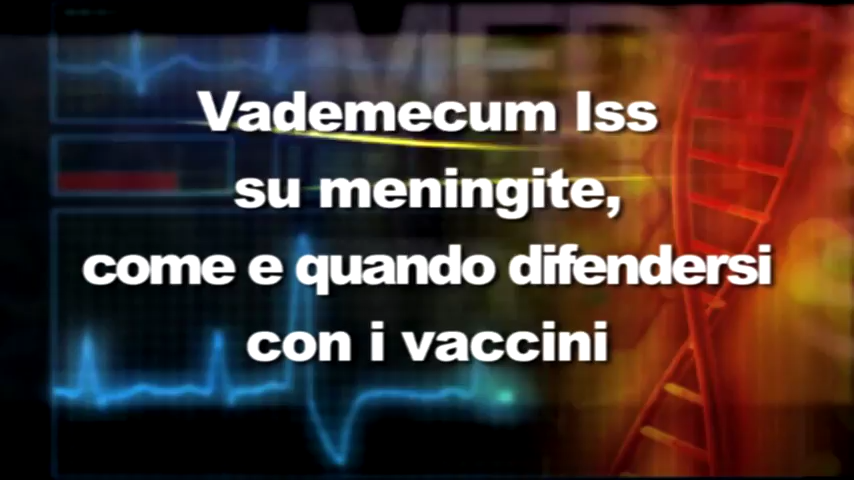 Vademecum Iss
su meningite,
come e quando difendersi
con i vaccini